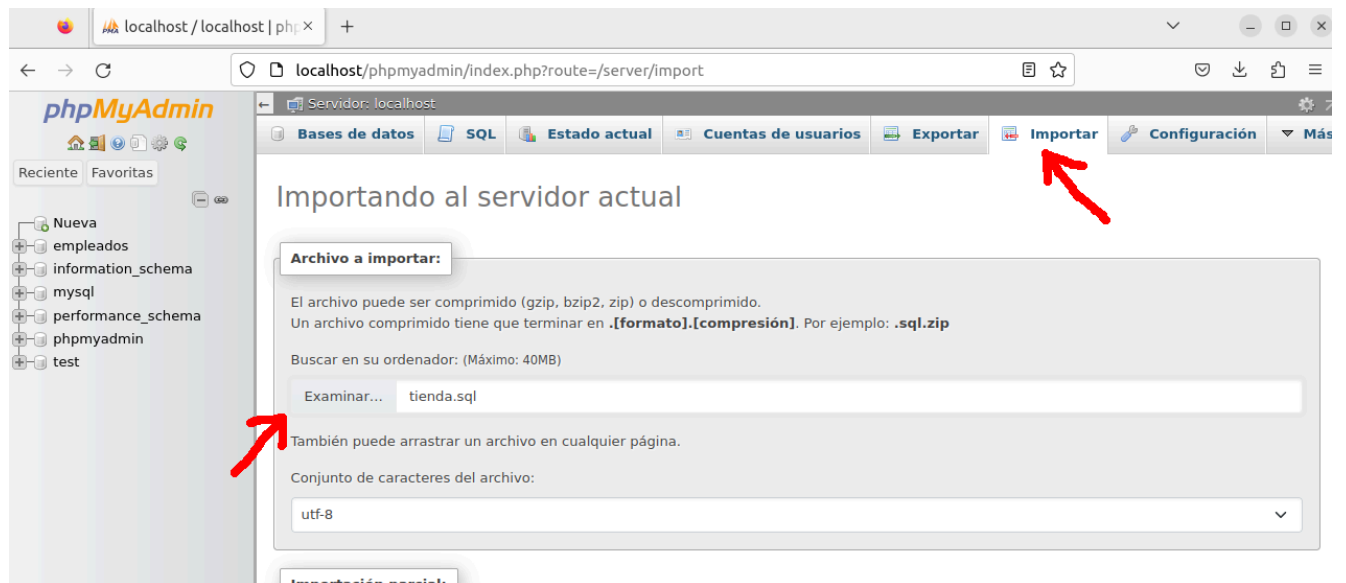 localhost / localhost | php
localhost/phpmyadmin/index.php?route=/server/import
phpMyAdmin
Reciente Favoritas
Nueva
empleados
information_schema
mysql
performance_schema
phpmyadmin
test
Servidor: localhost
Bases de datos SQL Estado actual Cuentas de usuarios Exportar Importar Configuración Más
Importando al servidor actual
Archivo a importar:
El archivo puede ser comprimido (gzip, bzip2, zip) o descomprimido.
Un archivo comprimido tiene que terminar en .[formato].[compresión]. Por ejemplo: .sql.zip
Buscar en su ordenador: (Máximo: 40MB)
Examinar... tienda.sql
También puede arrastrar un archivo en cualquier página.
Conjunto de caracteres del archivo:
utf-8
Importación parcial: